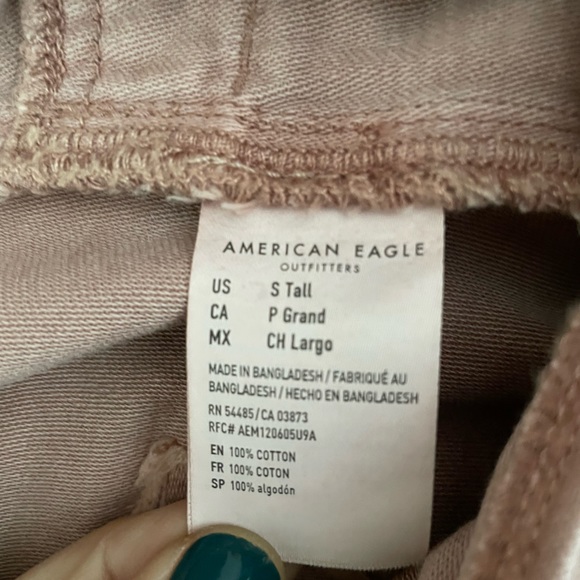 AMERICAN EAGLE
OUTFITTERS
US S Tall
CA P Grand
MX CH Largo
MADE IN BANGLADESH / FABRIQUÉ AU
BANGLADESH / HECHO EN BANGLADESH
RN 54485/CA 03873
RFC# AEM120605U9A
EN 100% COTTON
FR 100% COTON
SP 100% algodón